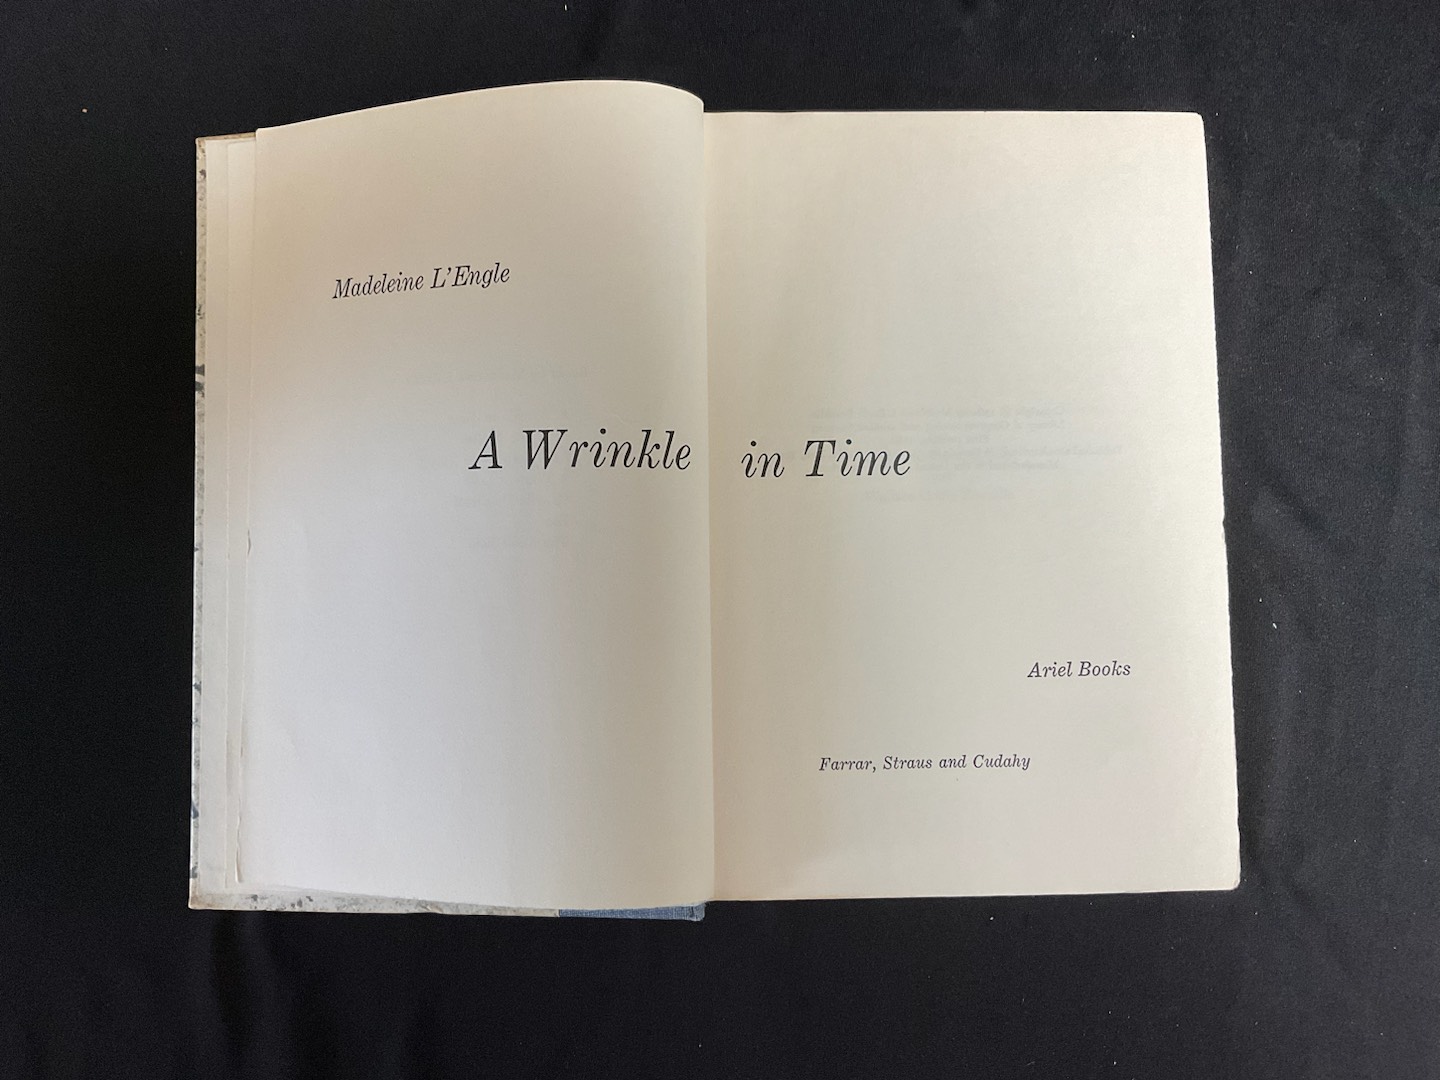 Madeleine L'Engle
A Wrinkle in Time
Ariel Books
Farrar, Straus and Cudahy